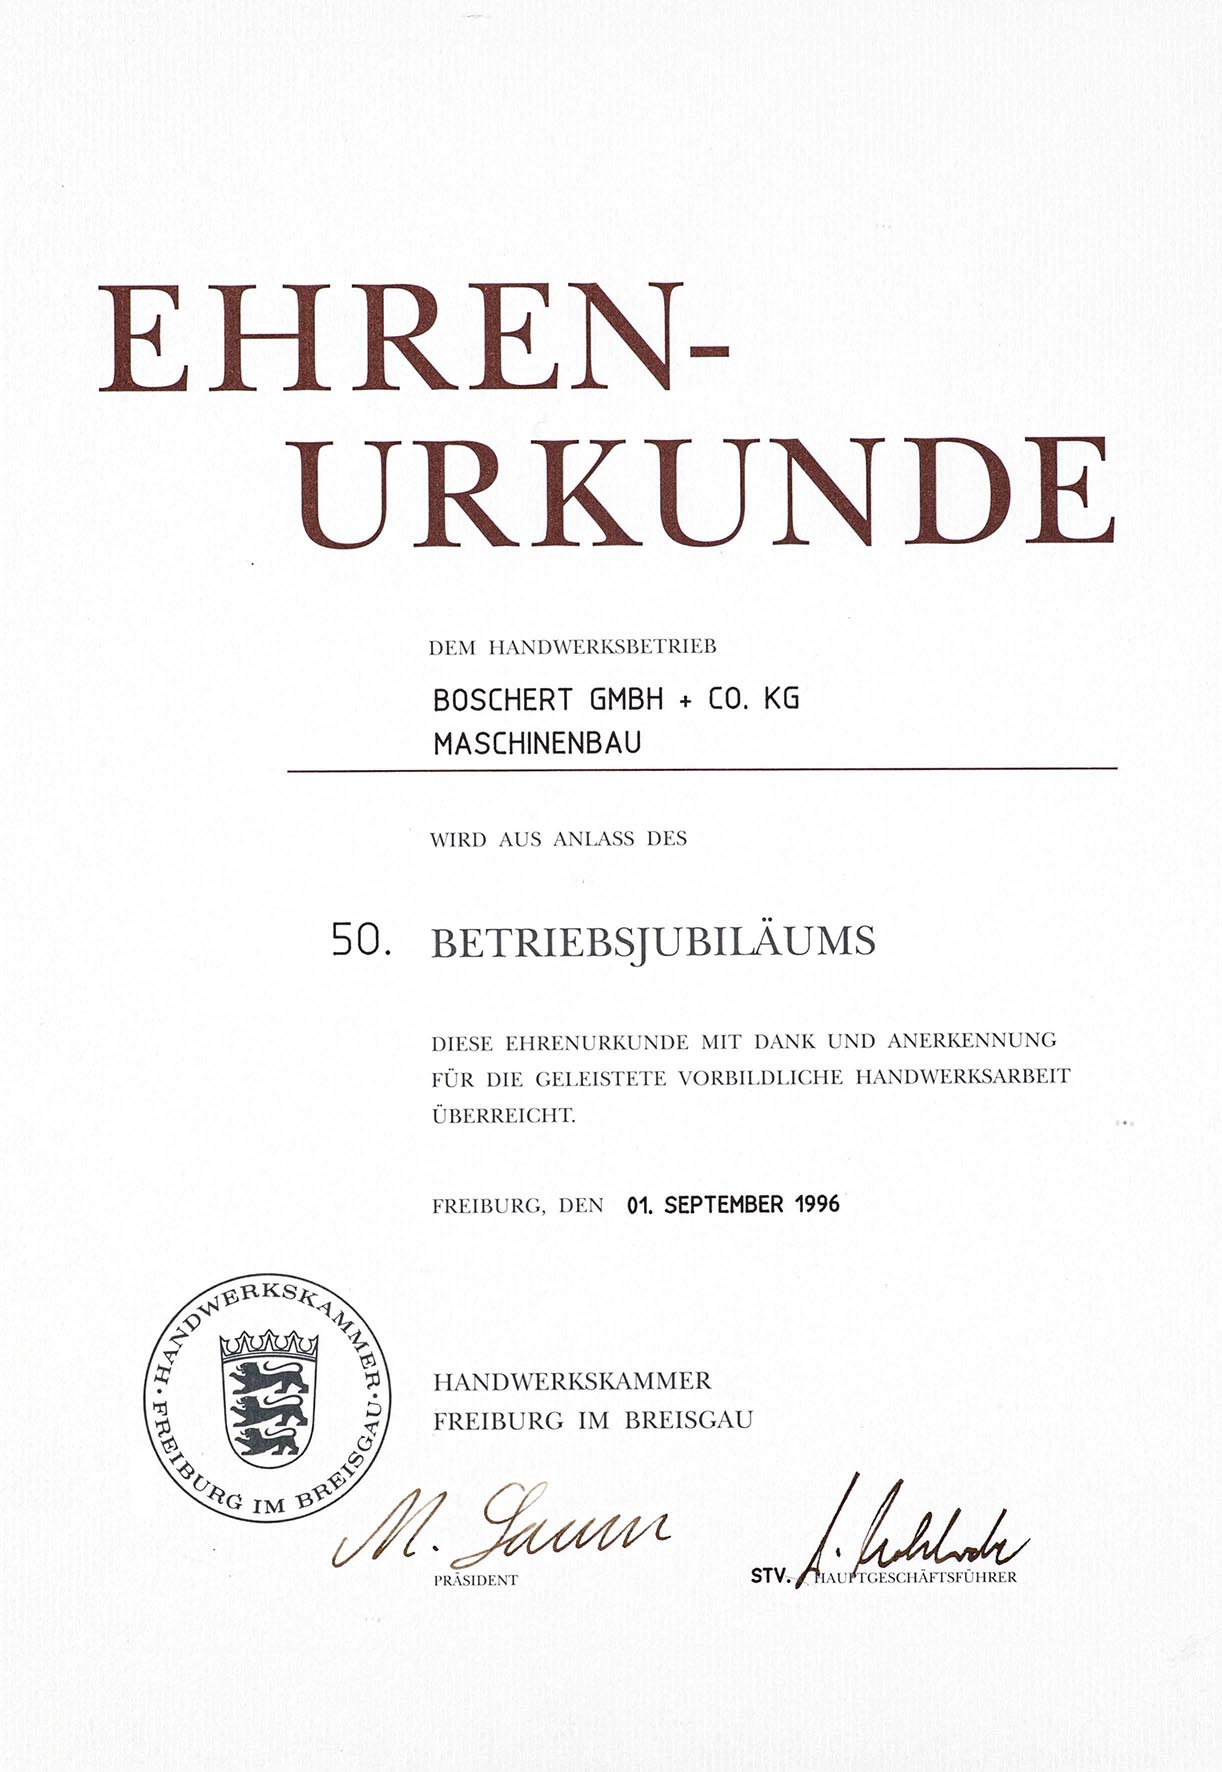 EHREN-
URKUNDE
DEM HANDWERKSBETRIEB
BOSCHERT GMBH + CO. KG
MASCHINENBAU
WIRD AUS ANLASS DES
50. BETRIEBSJUBILÄUMS
DIESE EHRENURKUNDE MIT DANK UND ANERKENNUNG
FÜR DIE GELEISTETE VORBILDLICHE HANDWERKSARBEIT
ÜBERREICHT.
FREIBURG, DEN 01. SEPTEMBER 1996
· HANDWERKSKAMMER ·
FREIBURG IM BREISGAU
HANDWERKSKAMMER
FREIBURG IM BREISGAU
M.
PRÄSIDENT
STV. HAUPTGESCHÄFTSFÜHRER